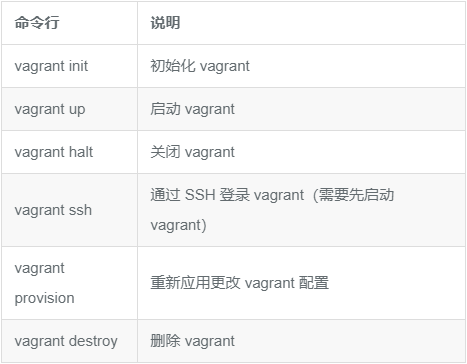 命令行 说明
vagrant init 初始化 vagrant
vagrant up 启动 vagrant
vagrant halt 关闭 vagrant
vagrant ssh 通过 SSH 登录 vagrant（需要先启动
vagrant）
vagrant
provision 重新应用更改 vagrant 配置
vagrant destroy 删除 vagrant